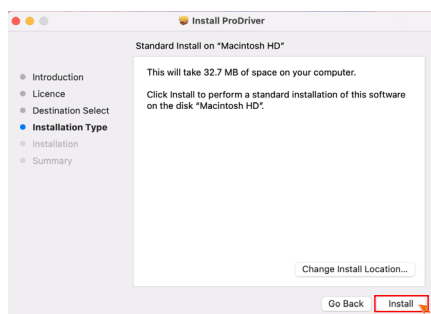 Install ProDriver
Standard Install on “Macintosh HD”
Introduction
Licence
Destination Select
Installation Type
Installation
Summary
This will take 32.7 MB of space on your computer.
Click Install to perform a standard installation of this software
on the disk “Macintosh HD”.
Change Install Location...
Go Back
Install